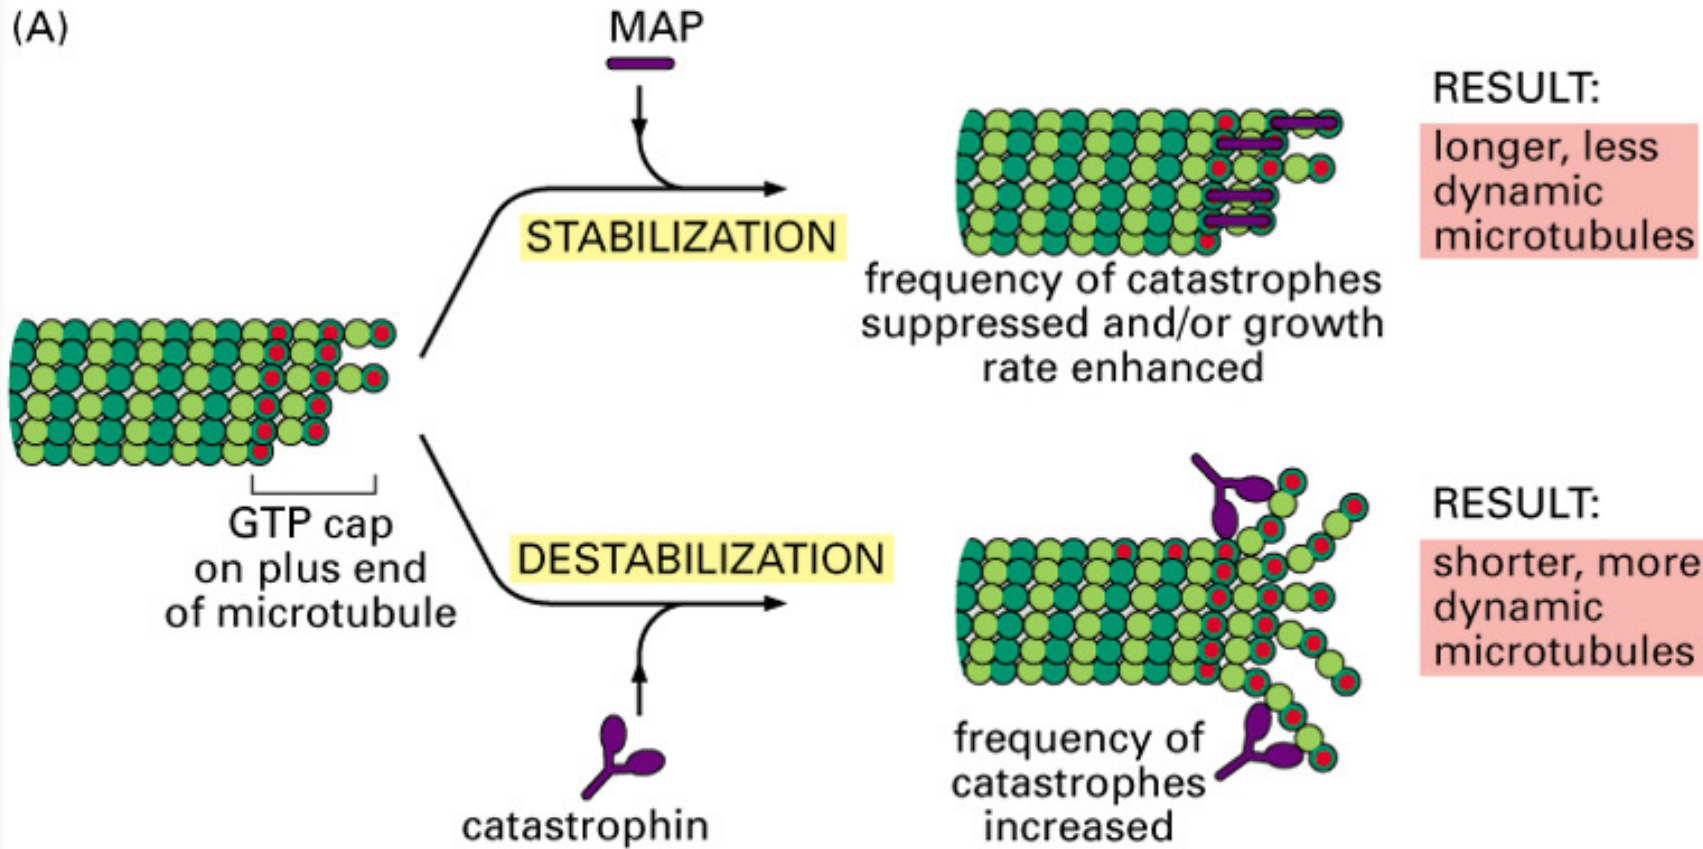 (A)
MAP
STABILIZATION
frequency of catastrophes
suppressed and/or growth
rate enhanced
RESULT:
longer, less
dynamic
microtubules
GTP cap
on plus end
of microtubule
DESTABILIZATION
catastrophin
frequency of
catastrophes
increased
RESULT:
shorter, more
dynamic
microtubules